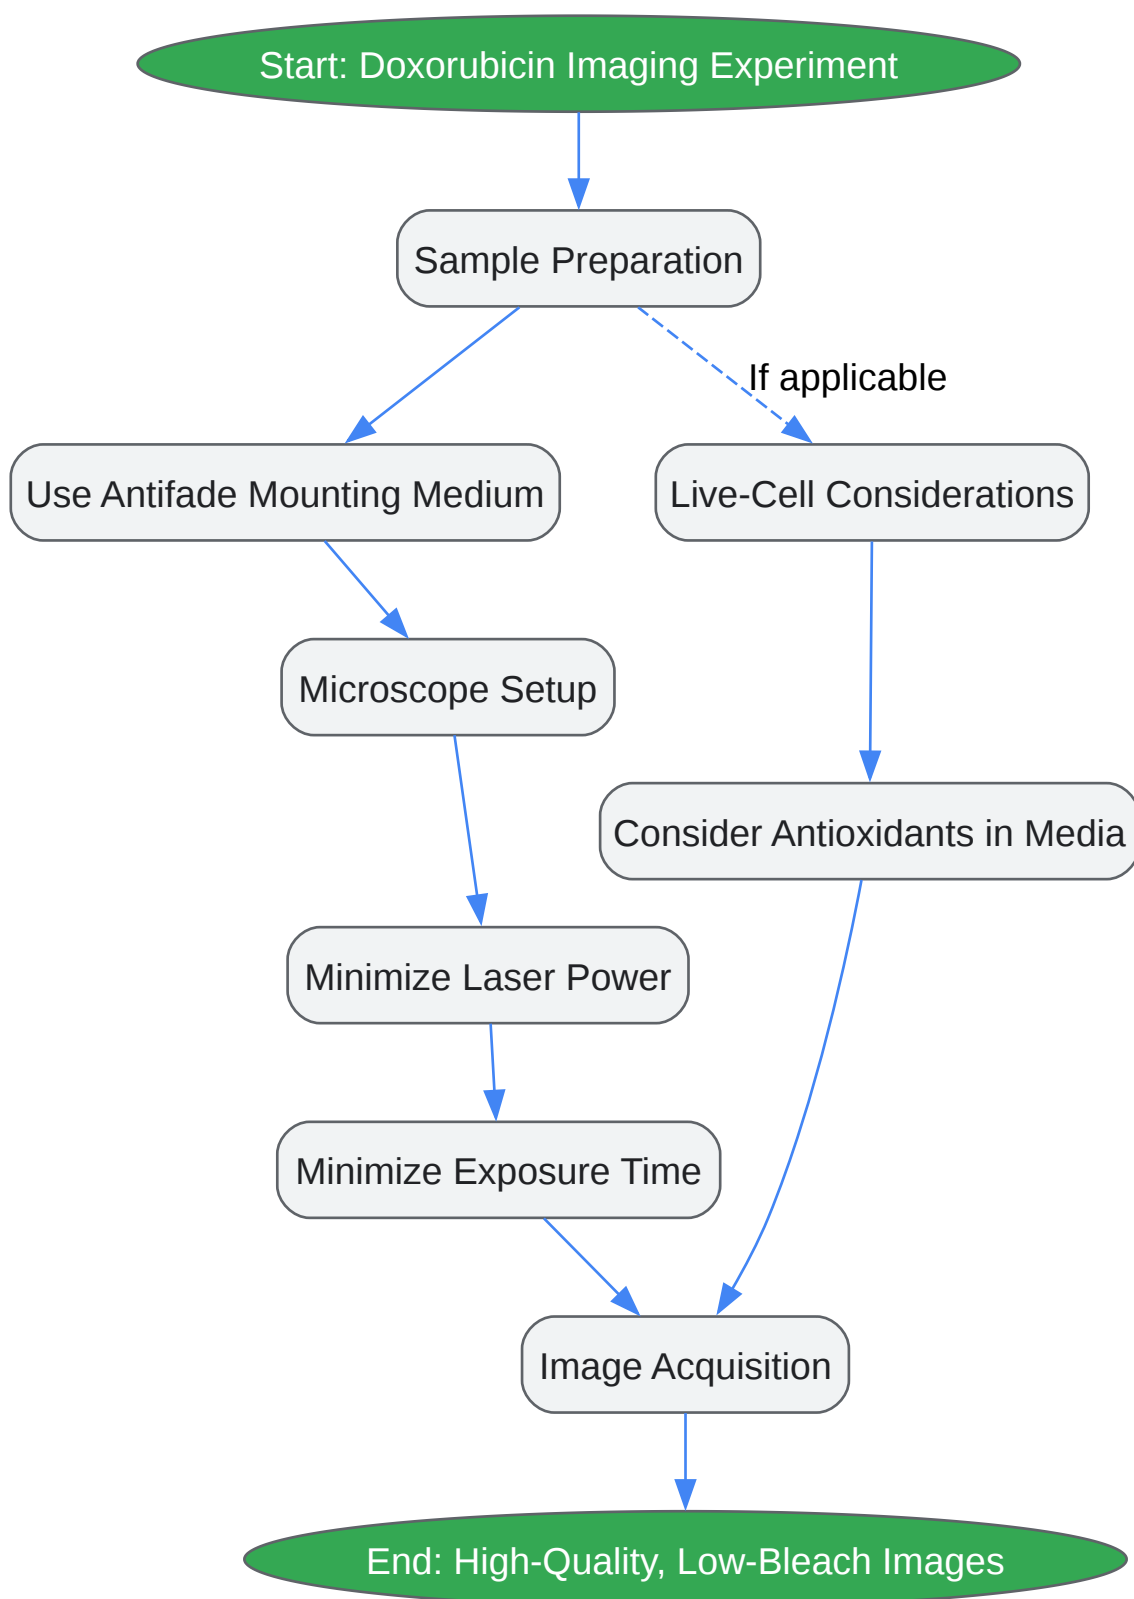 Start: Doxorubicin Imaging Experiment
Sample Preparation
If applicable
Use Antifade Mounting Medium
Live-Cell Considerations
Microscope Setup
Consider Antioxidants in Media
Minimize Laser Power
Minimize Exposure Time
Image Acquisition
End: High-Quality, Low-Bleach Images